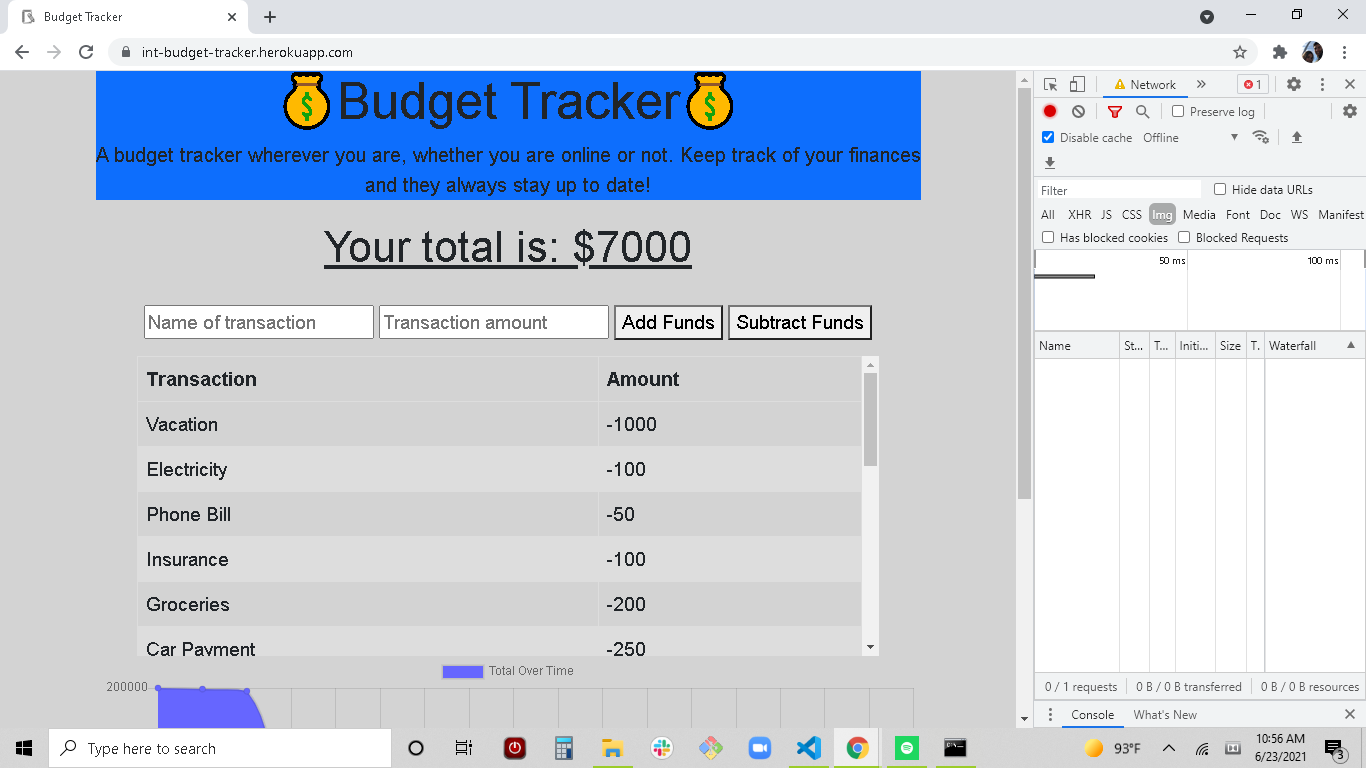 Budget Tracker
int-budget-tracker.herokuapp.com
Budget Tracker
A budget tracker wherever you are, whether you are online or not. Keep track of your finances
and they always stay up to date!
Your total is: $7000
Name of transaction Transaction amount Add Funds Subtract Funds
Transaction Amount
Vacation -1000
Electricity -100
Phone Bill -50
Insurance -100
Groceries -200
Car Payment -250
Total Over Time
200000
Network 1
Preserve log
Disable cache Offline
Filter Hide data URLs
All XHR JS CSS Img Media Font Doc WS Manifest
Has blocked cookies Blocked Requests
50 ms 100 ms
Name St... T... Initi... Size T. Waterfall
0 / 1 requests 0 B / 0 B transferred 0 B / 0 B resources
Console What's New
Type here to search
93°F
10:56 AM
6/23/2021
3